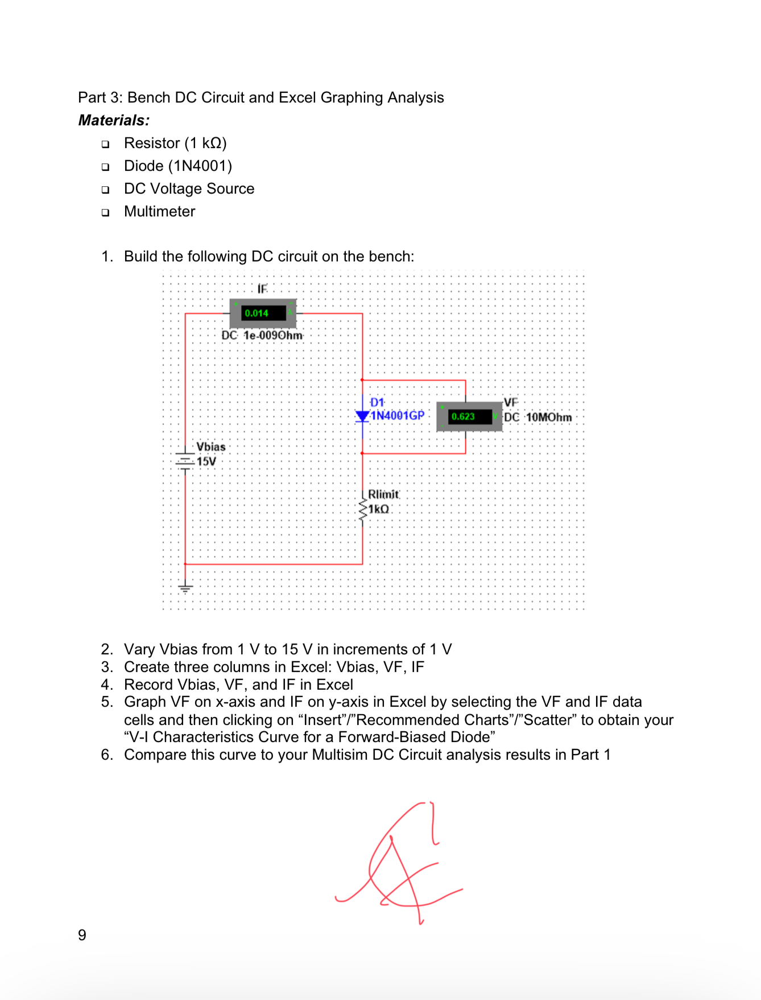 Part 3: Bench DC Circuit and Excel Graphing Analysis
Materials:
❑ Resistor (1 kΩ)
❑ Diode (1N4001)
❑ DC Voltage Source
❑ Multimeter
1. Build the following DC circuit on the bench:
IF
+ -
0.014 A
DC 1e-009Ohm
D1
1N4001GP
+
0.623 V
-
VF
DC 10MOhm
Vbias
15V
Rlimit
1kΩ
2. Vary Vbias from 1 V to 15 V in increments of 1 V
3. Create three columns in Excel: Vbias, VF, IF
4. Record Vbias, VF, and IF in Excel
5. Graph VF on x-axis and IF on y-axis in Excel by selecting the VF and IF data
cells and then clicking on “Insert”/”Recommended Charts”/”Scatter” to obtain your
“V-I Characteristics Curve for a Forward-Biased Diode”
6. Compare this curve to your Multisim DC Circuit analysis results in Part 1
9